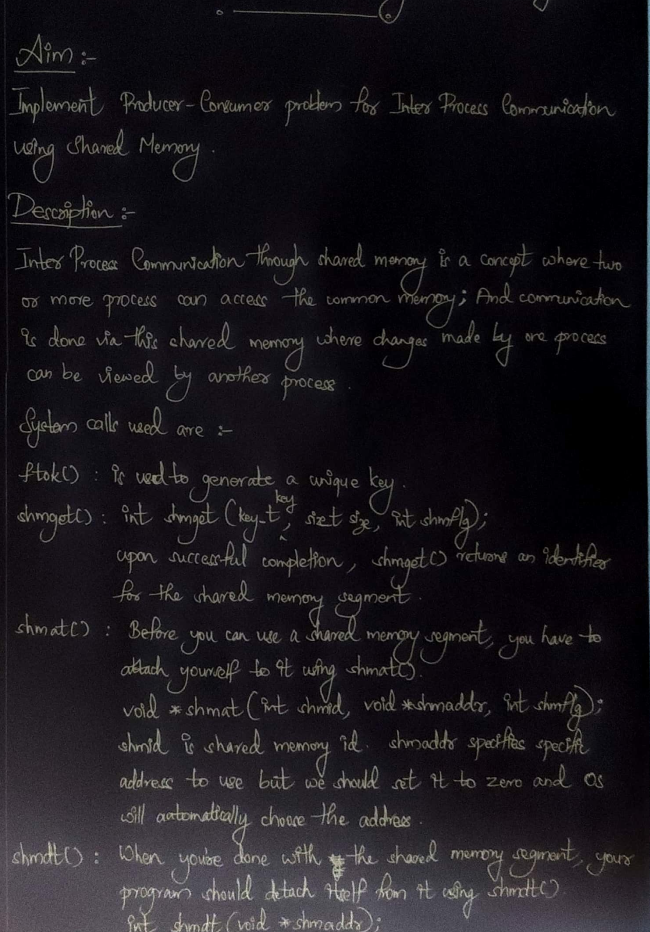 Aim :-
Implement Producer-Consumer problem for Inter Process Communication
using Shared Memory.
Description :-
Inter Process Communication through shared memory is a concept where two
or more process can access the common memory; And communication
is done via this shared memory where changes made by one process
can be viewed by another process.
System calls used are :-
ftok() : is used to generate a unique key.
shmget() : int shmget (key_t key, size_t size, int shmflg);
upon successful completion, shmget() returns an identifier
for the shared memory segment.
shmat() : Before you can use a shared memory segment, you have to
attach yourself to it using shmat().
void *shmat (int shmid, void *shmaddr, int shmflg);
shmid is shared memory id. shmaddr specifies specific
address to use but we should set it to zero and OS
will automatically choose the address.
shmdt() : When you're done with the shared memory segment, your
program should detach itself from it using shmdt().
int shmdt (void *shmaddr);